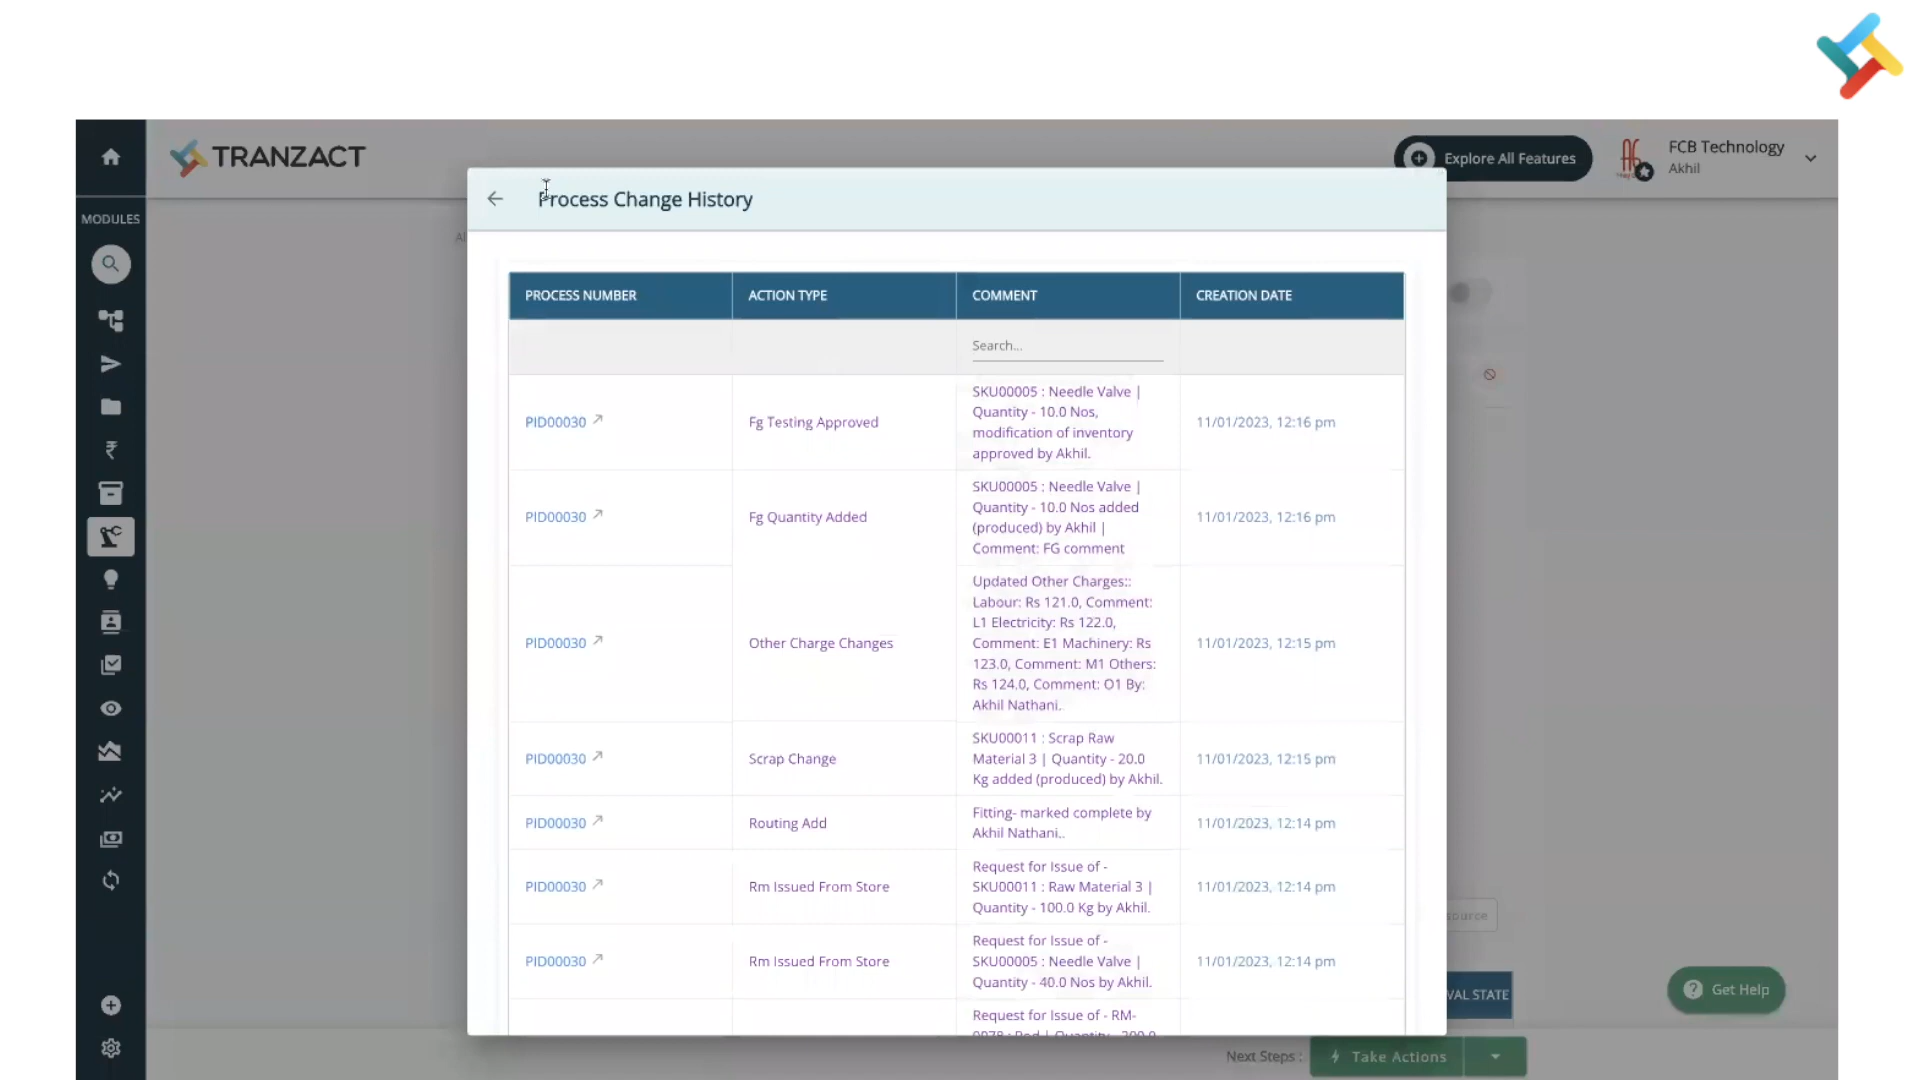 TRANZACT
Explore All Features
FCB Technology
Akhil
MODULES
Process Change History
PROCESS NUMBER
ACTION TYPE
COMMENT
CREATION DATE
Search...
PID00030
Fg Testing Approved
SKU00005 : Needle Valve |
Quantity - 10.0 Nos,
modification of inventory
approved by Akhil.
11/01/2023, 12:16 pm
PID00030
Fg Quantity Added
SKU00005 : Needle Valve |
Quantity - 10.0 Nos added
(produced) by Akhil |
Comment: FG comment
11/01/2023, 12:16 pm
PID00030
Other Charge Changes
Updated Other Charges::
Labour: Rs 121.0, Comment:
L1 Electricity: Rs 122.0,
Comment: E1 Machinery: Rs
123.0, Comment: M1 Others:
Rs 124.0, Comment: O1 By:
Akhil Nathani.
11/01/2023, 12:15 pm
PID00030
Scrap Change
SKU00011 : Scrap Raw
Material 3 | Quantity - 20.0
Kg added (produced) by Akhil.
11/01/2023, 12:15 pm
PID00030
Routing Add
Fitting- marked complete by
Akhil Nathani..
11/01/2023, 12:14 pm
PID00030
Rm Issued From Store
Request for Issue of -
SKU00011 : Raw Material 3 |
Quantity - 100.0 Kg by Akhil.
11/01/2023, 12:14 pm
PID00030
Rm Issued From Store
Request for Issue of -
SKU00005 : Needle Valve |
Quantity - 40.0 Nos by Akhil.
11/01/2023, 12:14 pm
Request for Issue of - RM-
VAL STATE
Get Help
Next Steps :
Take Actions